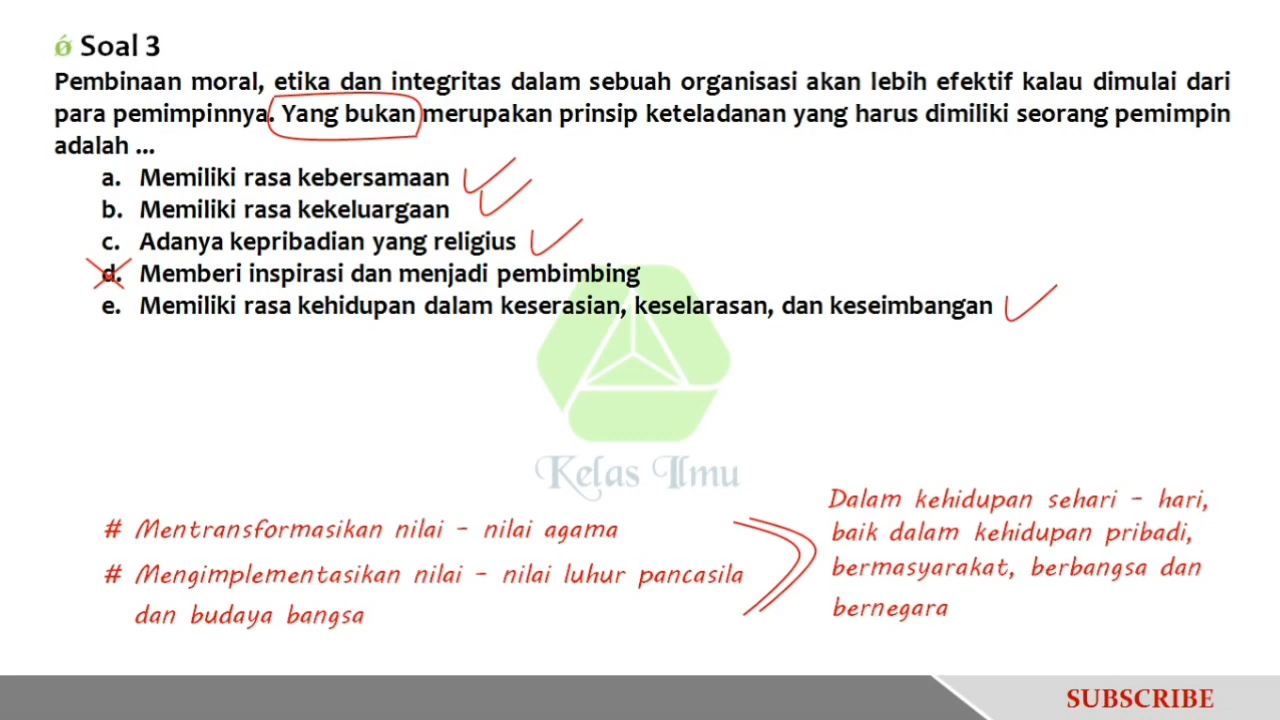 Soal 3
Pembinaan moral, etika dan integritas dalam sebuah organisasi akan lebih efektif kalau dimulai dari
para pemimpinnya. Yang bukan merupakan prinsip keteladanan yang harus dimiliki seorang pemimpin
adalah ...
a. Memiliki rasa kebersamaan
b. Memiliki rasa kekeluargaan
c. Adanya kepribadian yang religius
d. Memberi inspirasi dan menjadi pembimbing
e. Memiliki rasa kehidupan dalam keserasian, keselarasan, dan keseimbangan
Kelas Ilmu
# Mentransformasikan nilai - nilai agama
# Mengimplementasikan nilai - nilai luhur pancasila
dan budaya bangsa
Dalam kehidupan sehari - hari,
baik dalam kehidupan pribadi,
bermasyarakat, berbangsa dan
bernegara
SUBSCRIBE